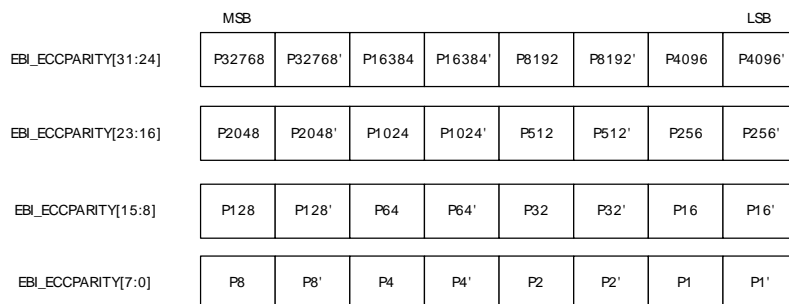 MSB LSB
EBI_ECCPARITY[31:24] P32768 P32768' P16384 P16384' P8192 P8192' P4096 P4096'
EBI_ECCPARITY[23:16] P2048 P2048' P1024 P1024' P512 P512' P256 P256'
EBI_ECCPARITY[15:8] P128 P128' P64 P64' P32 P32' P16 P16'
EBI_ECCPARITY[7:0] P8 P8' P4 P4' P2 P2' P1 P1'